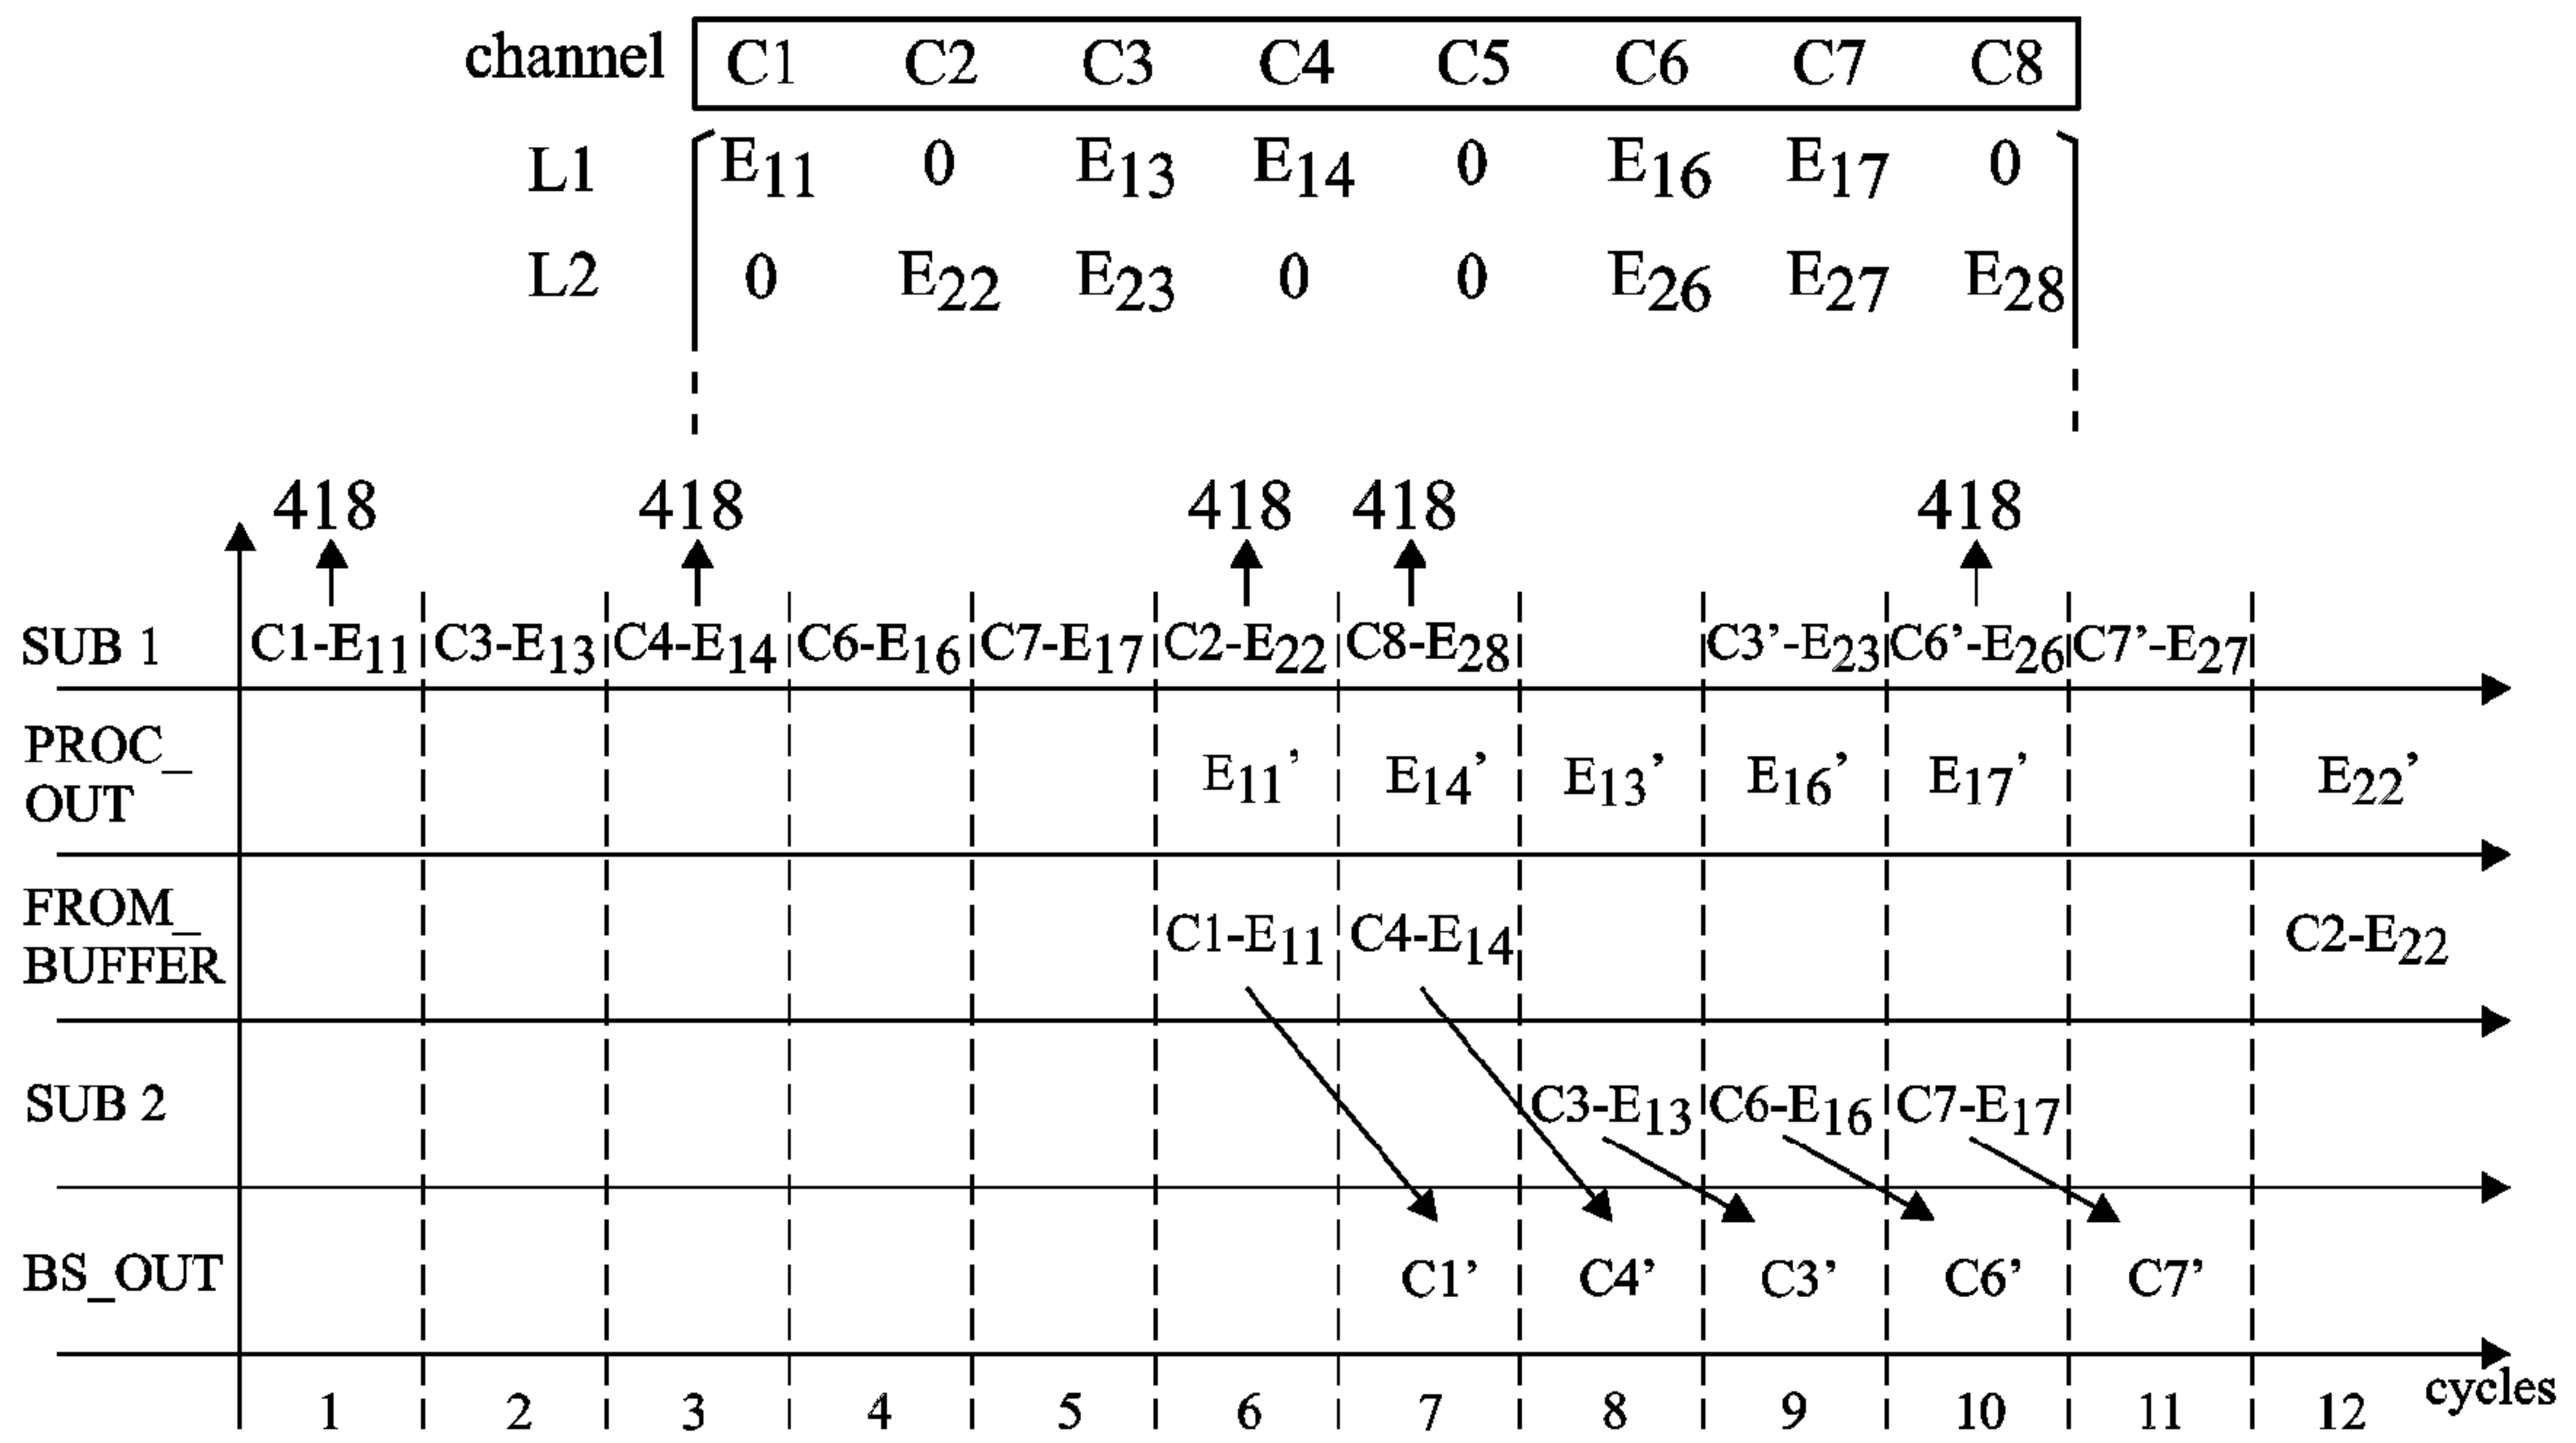 channel C1 C2 C3 C4 C5 C6 C7 C8
L1 E11 0 E13 E14 0 E16 E17 0
L2 0 E22 E23 0 0 E26 E27 E28
418 418 418 418 418
SUB 1 C1-E11 C3-E13 C4-E14 C6-E16 C7-E17 C2-E22 C8-E28 C3’-E23 C6’-E26 C7’-E27
PROC_
OUT E11’ E14’ E13’ E16’ E17’ E22’
FROM_
BUFFER C1-E11 C4-E14 C2-E22
SUB 2 C3-E13 C6-E16 C7-E17
BS_OUT C1’ C4’ C3’ C6’ C7’
cycles
1 2 3 4 5 6 7 8 9 10 11 12